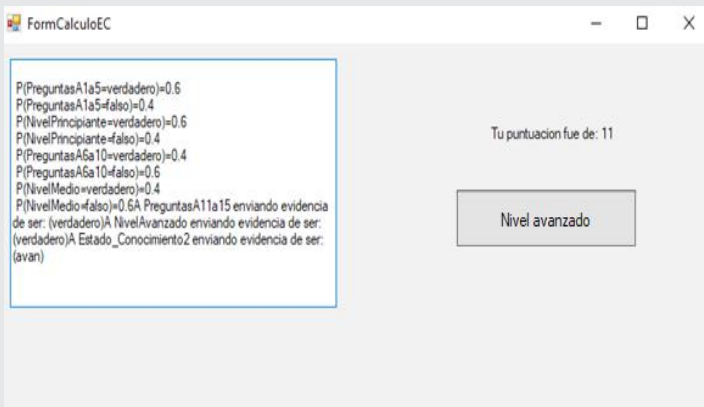 FormCalculoEC
P(PreguntasA1a5=verdadero)=0.6
P(PreguntasA1a5=falso)=0.4
P(NivelPrincipiante=verdadero)=0.6
P(NivelPrincipiante=falso)=0.4
P(PreguntasA6a10=verdadero)=0.4
P(PreguntasA6a10=falso)=0.6
P(NivelMedio=verdadero)=0.4
P(NivelMedio=falso)=0.6A PreguntasA11a15 enviando evidencia
de ser: (verdadero)A NivelAvanzado enviando evidencia de ser:
(verdadero)A Estado_Conocimiento2 enviando evidencia de ser:
(avan)
Tu puntuacion fue de: 11
Nivel avanzado